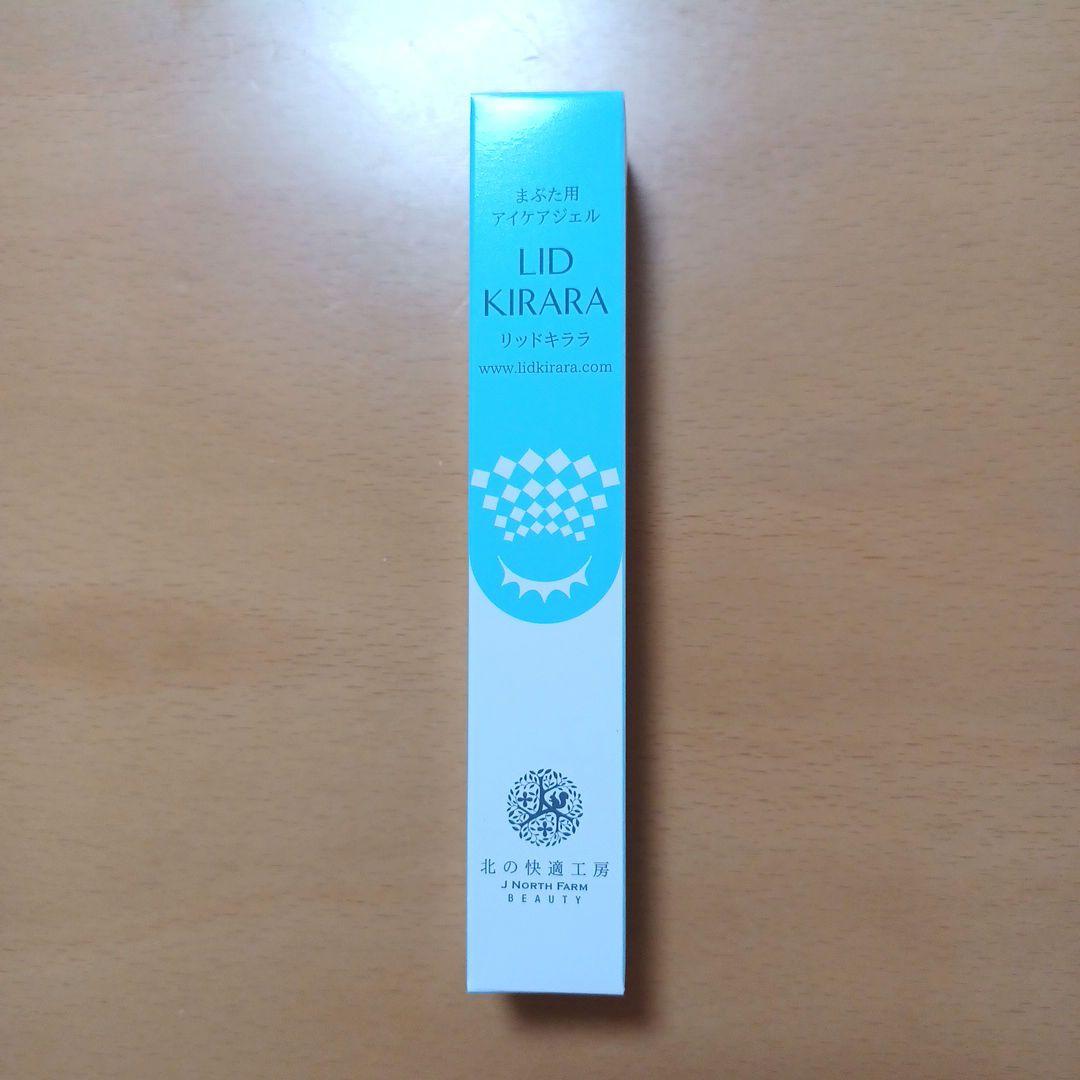 まぶた用
アイケアジェル
LID
KIRARA
リッドキララ
www.lidkirara.com
北の快適工房
J NORTH FARM
BEAUTY